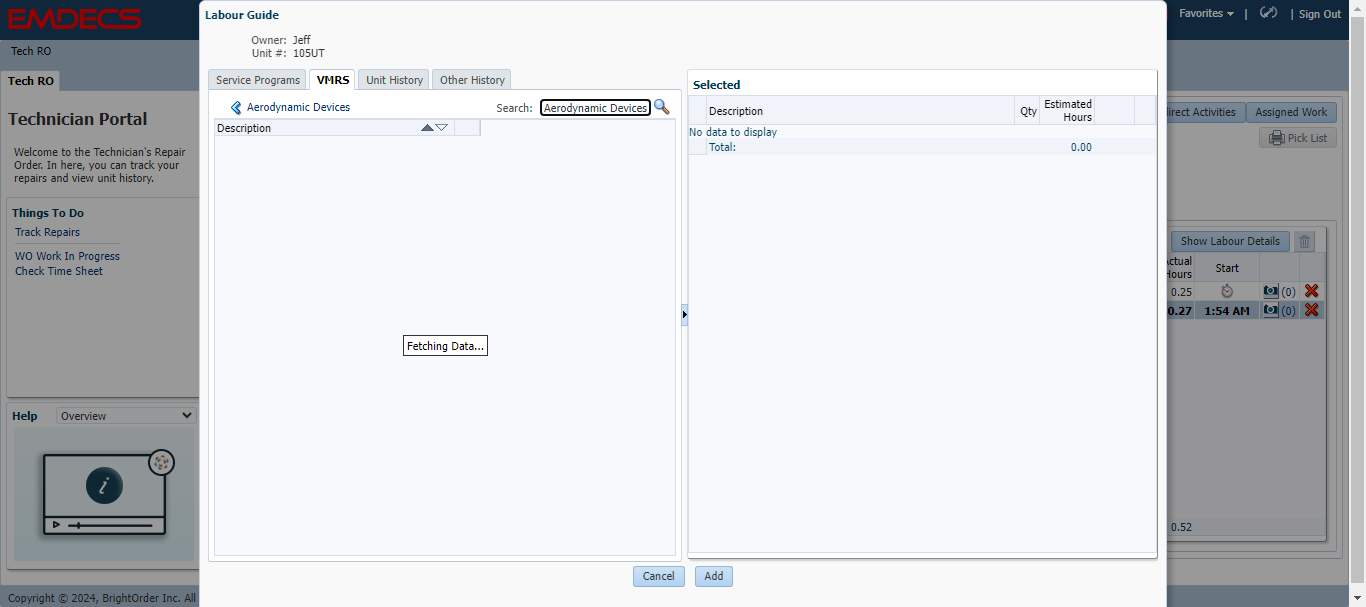 EMDECS
Favorites
Sign Out
Tech RO
Tech RO
Technician Portal
Welcome to the Technician's Repair
Order. In here, you can track your
repairs and view unit history.
Things To Do
Track Repairs
WO Work In Progress
Check Time Sheet
Help
Overview
Copyright © 2024, BrightOrder Inc. All
Labour Guide
Owner: Jeff
Unit #: 105UT
Service Programs
VMRS
Unit History
Other History
Aerodynamic Devices
Search: Aerodynamic Devices
Description
Fetching Data...
Selected
Description
Qty
Estimated
Hours
No data to display
Total: 0.00
Cancel
Add
irect Activities
Assigned Work
Pick List
Show Labour Details
ctual
Hours
Start
0.25
(0)
0.27
1:54 AM
(0)
0.52